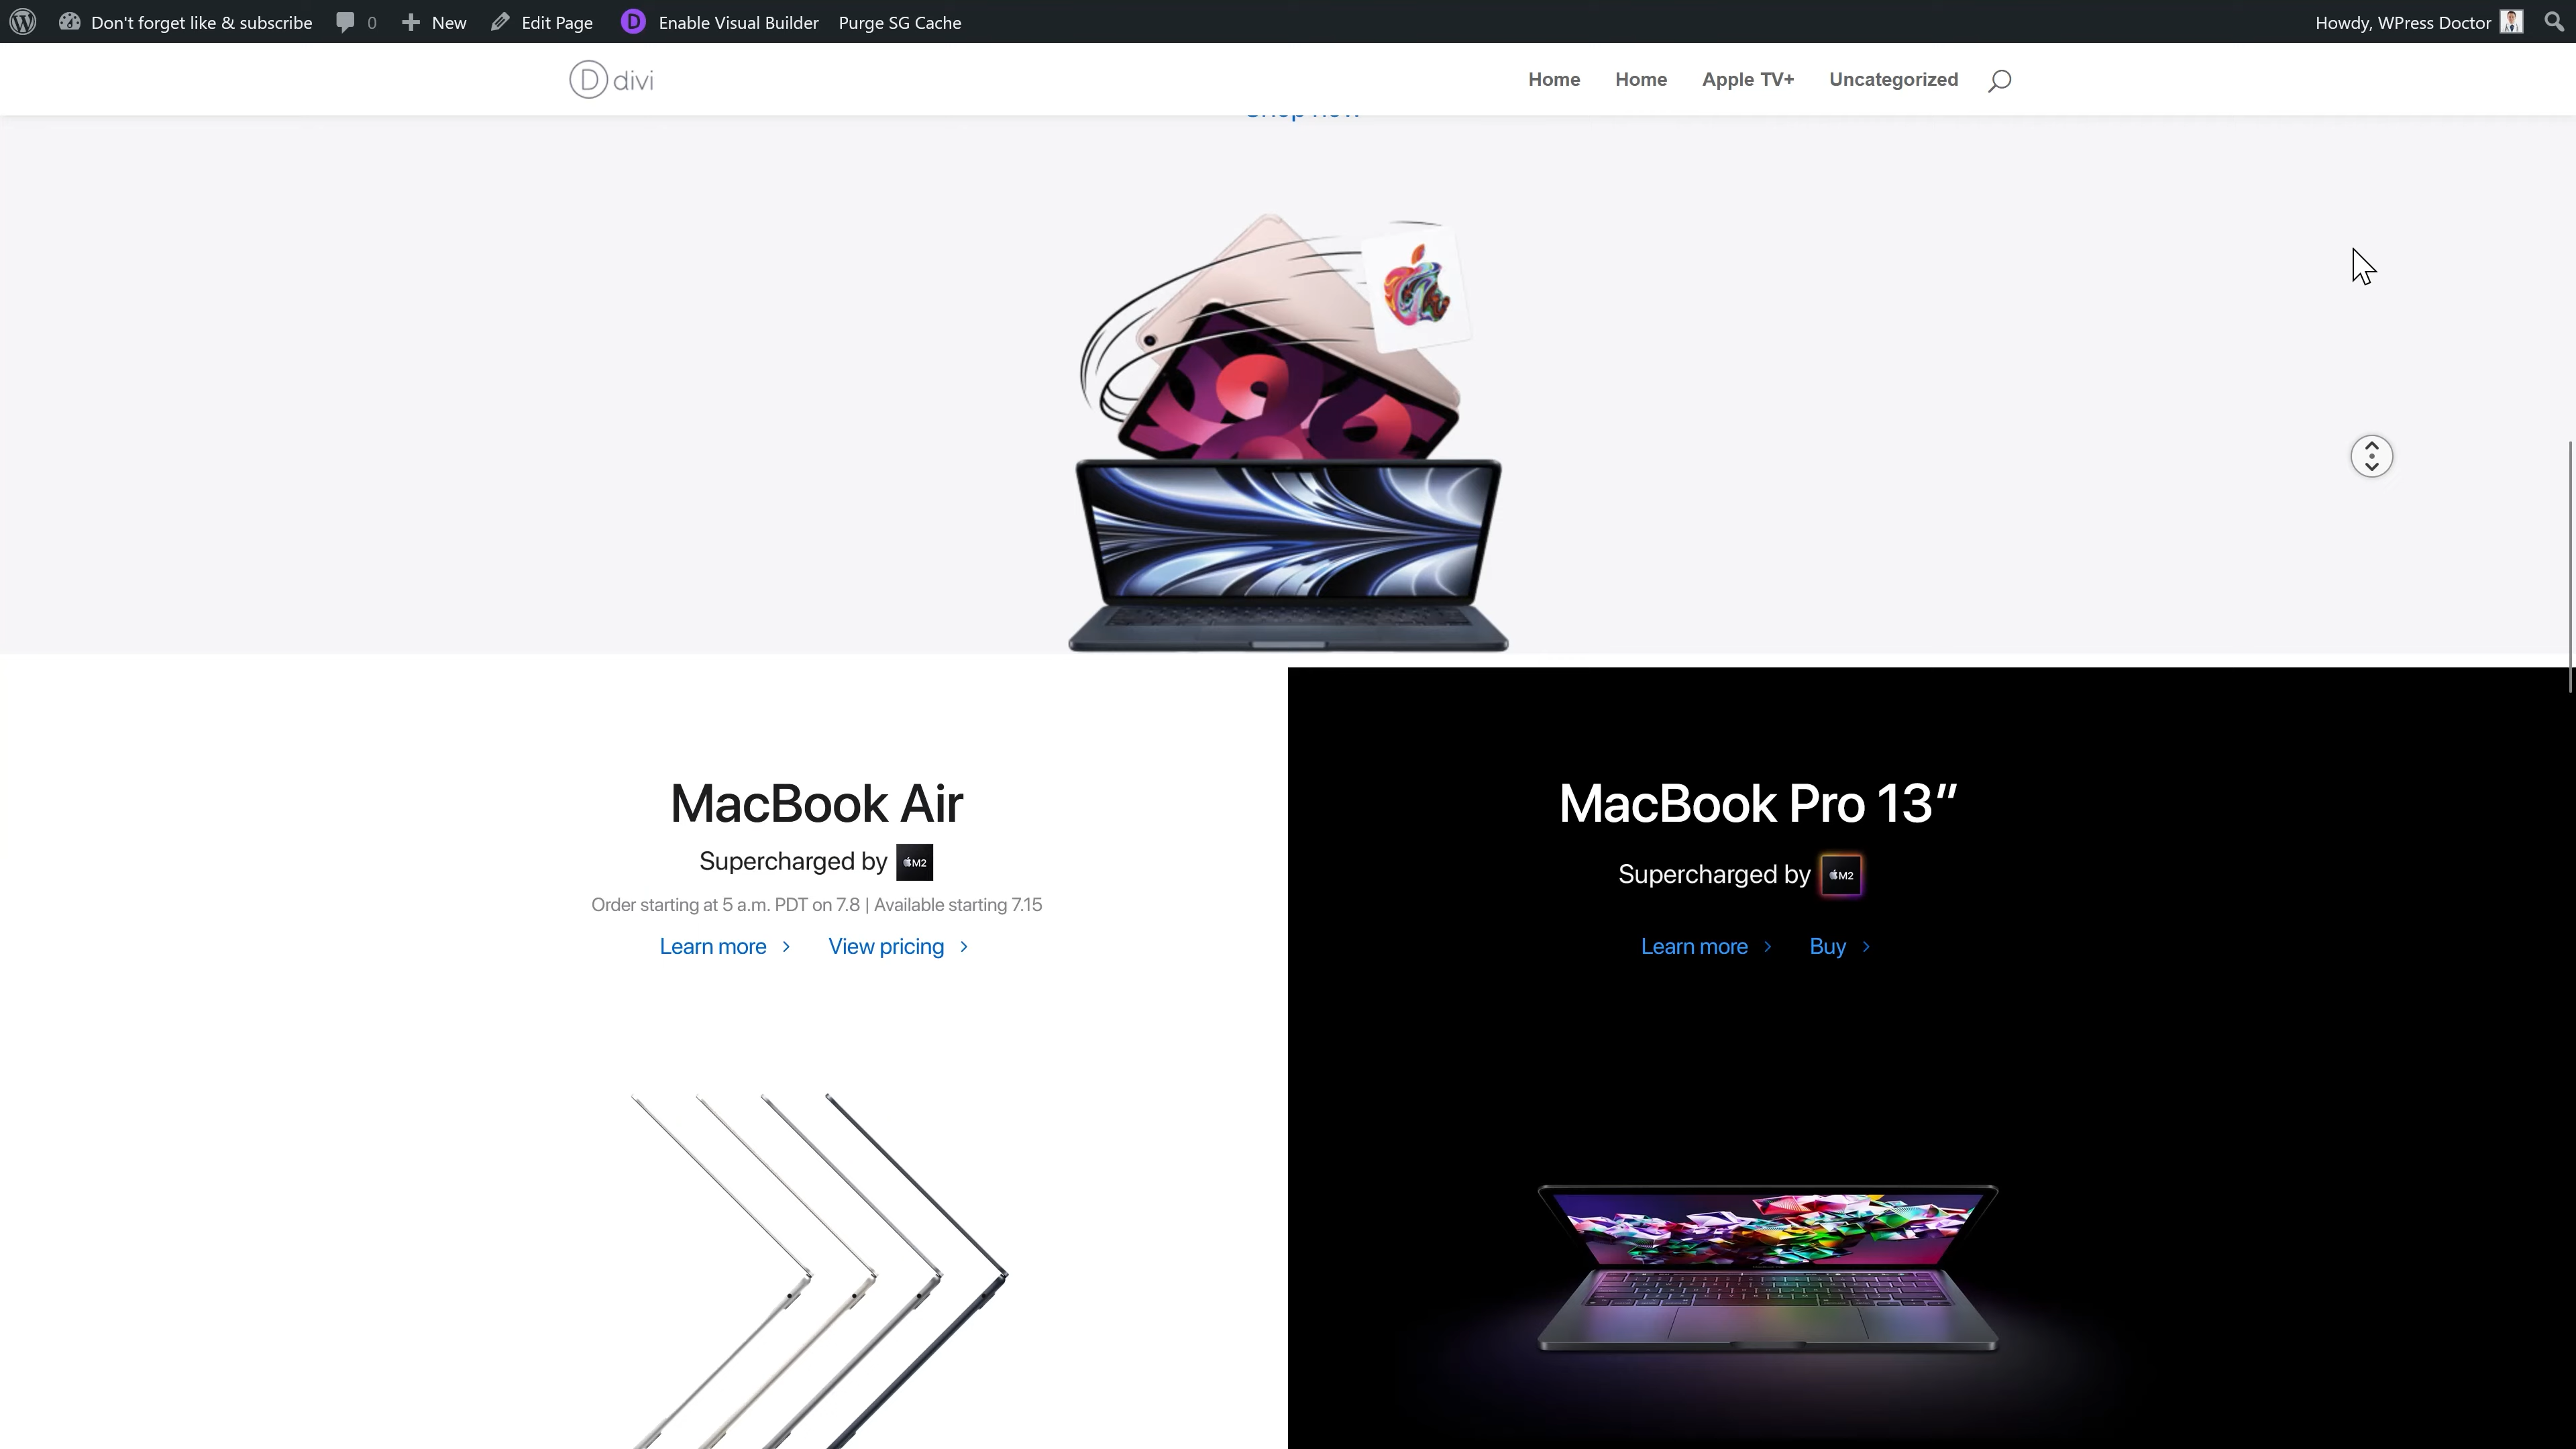 Don't forget like & subscribe 0 New Edit Page D Enable Visual Builder Purge SG Cache Howdy, WPress Doctor
D divi Home Home Apple TV+ Uncategorized
Shop now
MacBook Air
Supercharged by M2
Order starting at 5 a.m. PDT on 7.8 | Available starting 7.15
Learn more View pricing
MacBook Pro 13″
Supercharged by M2
Learn more Buy